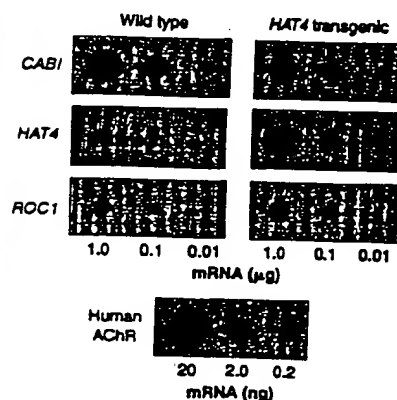 Wild type HAT4 transgenic
CABI
HAT4
ROC1
1.0 0.1 0.01 1.0 0.1 0.01
mRNA (μg)
Human
AChR
20 2.0 0.2
mRNA (ng)